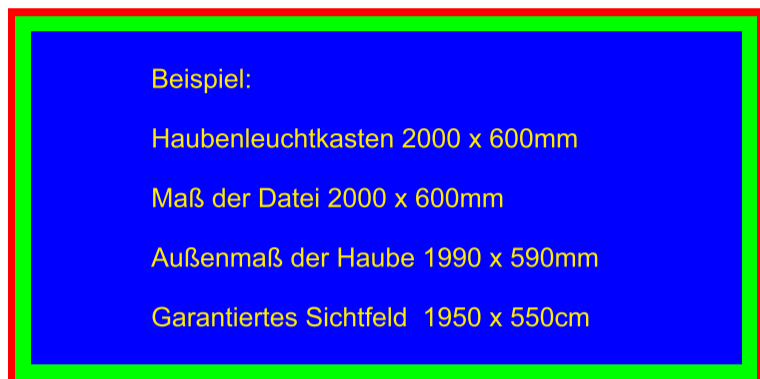 Beispiel:
Haubenleuchtkasten 2000 x 600mm
Maß der Datei 2000 x 600mm
Außenmaß der Haube 1990 x 590mm
Garantiertes Sichtfeld  1950 x 550cm